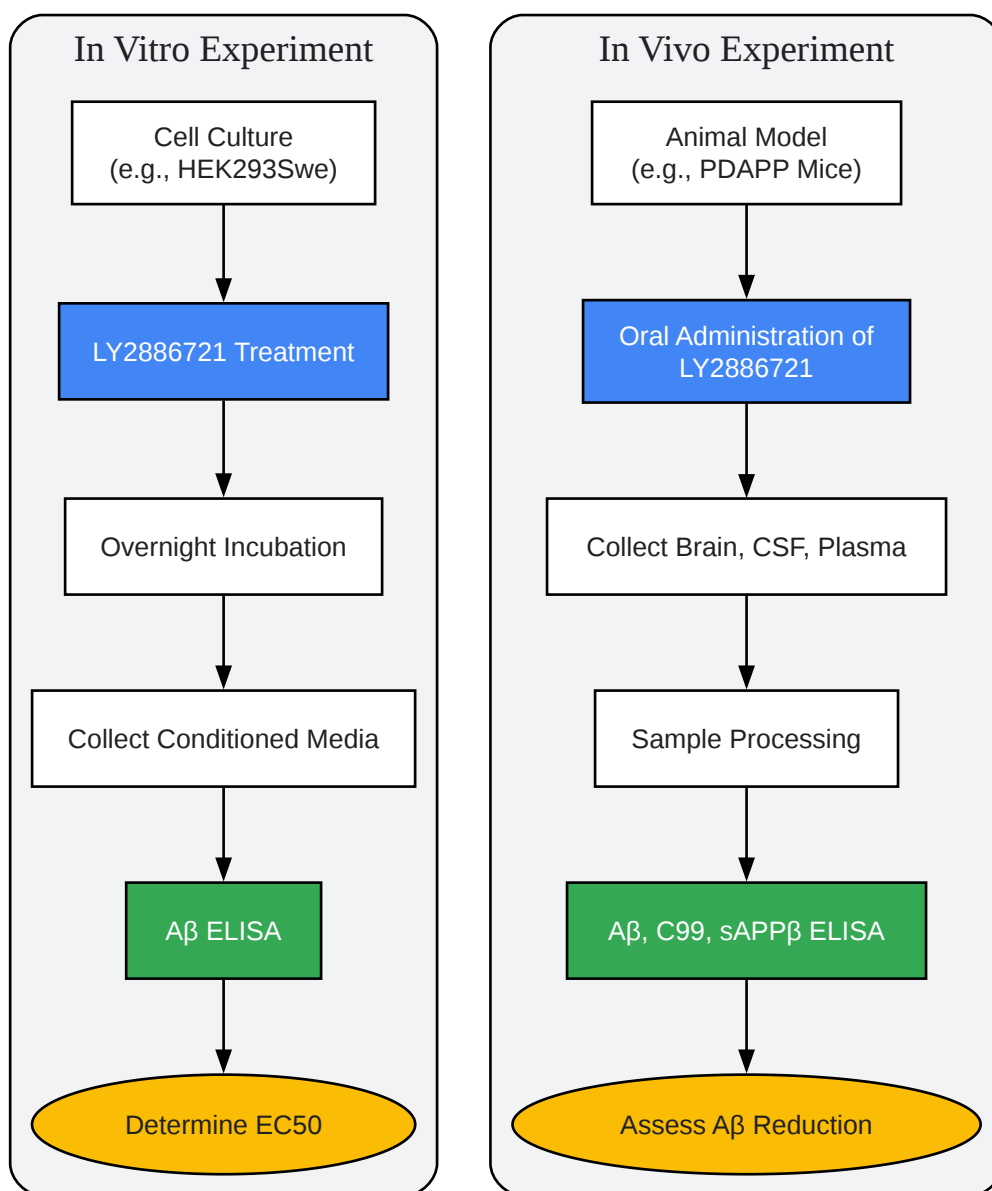 In Vitro Experiment
Cell Culture
(e.g., HEK293Swe)
LY2886721 Treatment
Overnight Incubation
Collect Conditioned Media
Aβ ELISA
Determine EC50
In Vivo Experiment
Animal Model
(e.g., PDAPP Mice)
Oral Administration of
LY2886721
Collect Brain, CSF, Plasma
Sample Processing
Aβ, C99, sAPPβ ELISA
Assess Aβ Reduction